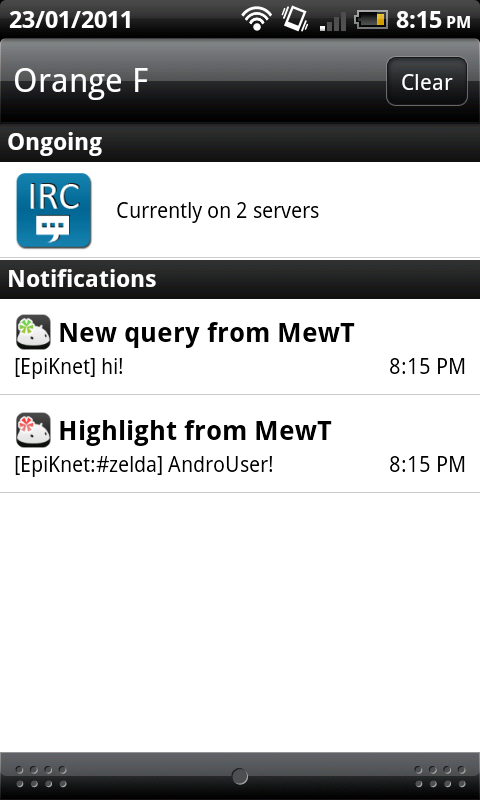 23/01/2011 8:15 PM
Orange F Clear
Ongoing
IRC
Currently on 2 servers
Notifications
New query from MewT
[EpiKnet] hi! 8:15 PM
Highlight from MewT
[EpiKnet:#zelda] AndroUser! 8:15 PM